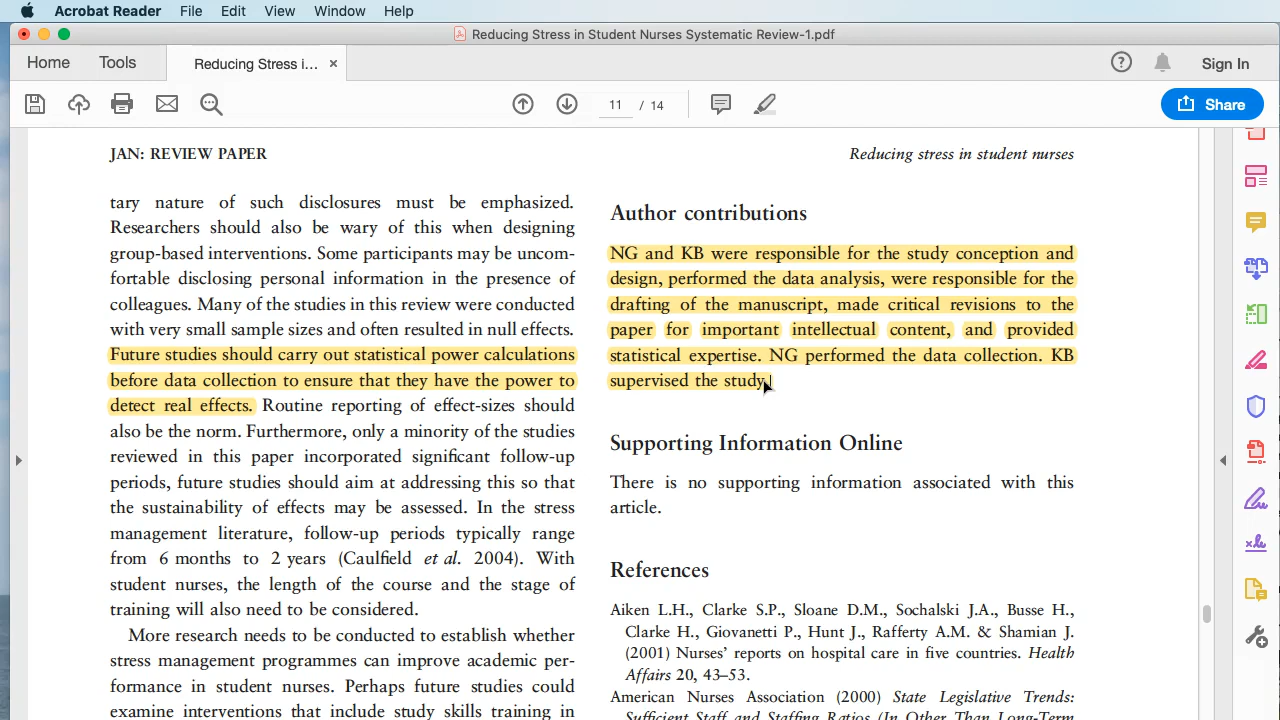 Acrobat Reader File Edit View Window Help
Reducing Stress in Student Nurses Systematic Review-1.pdf
Home Tools Reducing Stress i... × Sign In
11 / 14 Share
JAN: REVIEW PAPER
Reducing stress in student nurses
tary nature of such disclosures must be emphasized.
Researchers should also be wary of this when designing
group-based interventions. Some participants may be uncom-
fortable disclosing personal information in the presence of
colleagues. Many of the studies in this review were conducted
with very small sample sizes and often resulted in null effects.
Future studies should carry out statistical power calculations
before data collection to ensure that they have the power to
detect real effects. Routine reporting of effect-sizes should
also be the norm. Furthermore, only a minority of the studies
reviewed in this paper incorporated significant follow-up
periods, future studies should aim at addressing this so that
the sustainability of effects may be assessed. In the stress
management literature, follow-up periods typically range
from 6 months to 2 years (Caulfield et al. 2004). With
student nurses, the length of the course and the stage of
training will also need to be considered.
More research needs to be conducted to establish whether
stress management programmes can improve academic per-
formance in student nurses. Perhaps future studies could
examine interventions that include study skills training in
Author contributions
NG and KB were responsible for the study conception and
design, performed the data analysis, were responsible for the
drafting of the manuscript, made critical revisions to the
paper for important intellectual content, and provided
statistical expertise. NG performed the data collection. KB
supervised the study.
Supporting Information Online
There is no supporting information associated with this
article.
References
Aiken L.H., Clarke S.P., Sloane D.M., Sochalski J.A., Busse H.,
Clarke H., Giovanetti P., Hunt J., Rafferty A.M. & Shamian J.
(2001) Nurses' reports on hospital care in five countries. Health
Affairs 20, 43–53.
American Nurses Association (2000) State Legislative Trends:
Sufficient Staff and Staffing Ratios (In Other Than Long-Term